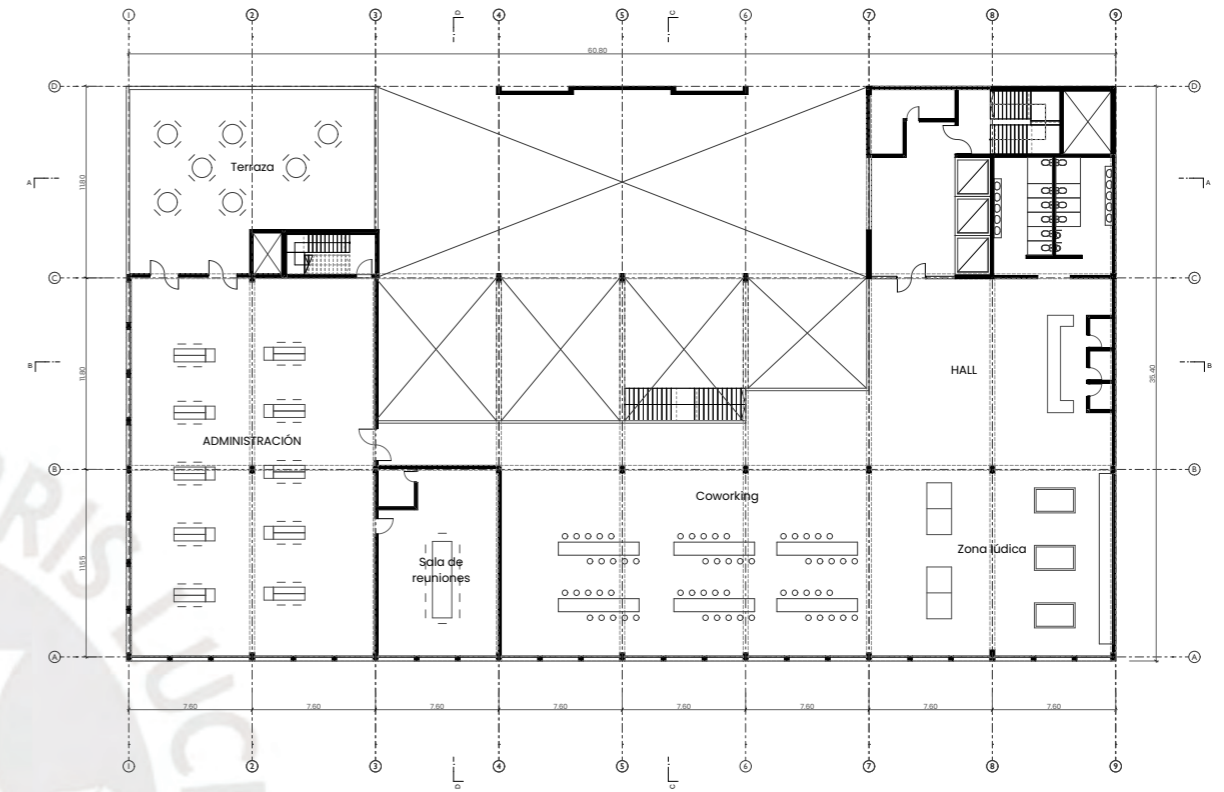 1 2 3 4 5 6 7 8 9
D C
60.80
D D
Terraza
A A
11.80
C C
B B
11.80
HALL
35.40
ADMINISTRACIÓN
B B
Coworking
Zona lúdica
Sala de
reuniones
11.55
A A
7.60 7.60 7.60 7.60 7.60 7.60 7.60 7.60
1 2 3 4 5 6 7 8 9
D C
RIS LUC